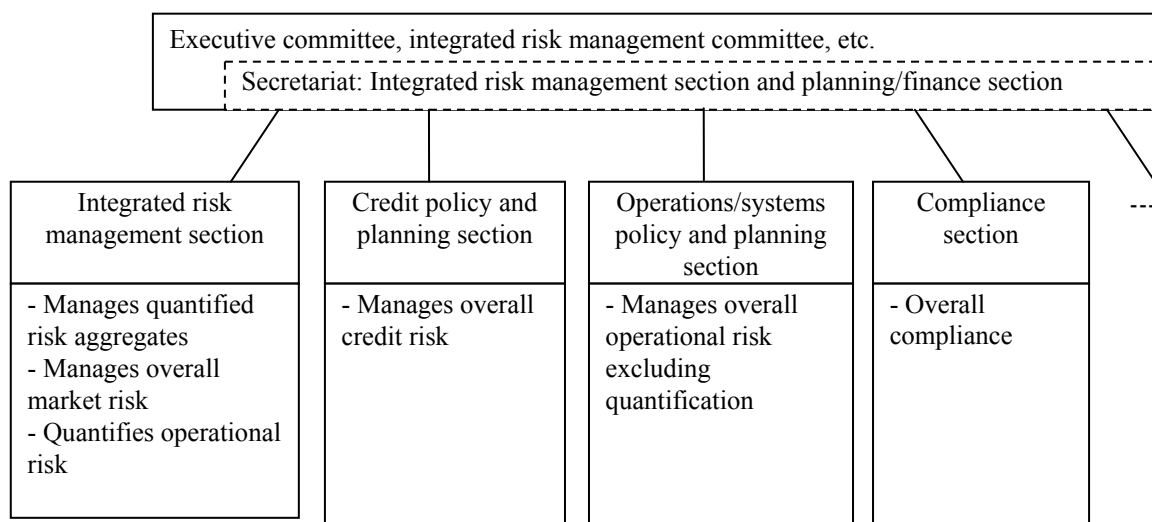 Executive committee, integrated risk management committee, etc.
Secretariat: Integrated risk management section and planning/finance section
Integrated risk
management section
Credit policy and
planning section
Operations/systems
policy and planning
section
Compliance
section
- Manages quantified
risk aggregates
- Manages overall
market risk
- Quantifies operational
risk
- Manages overall
credit risk
- Manages overall
operational risk
excluding
quantification
- Overall
compliance